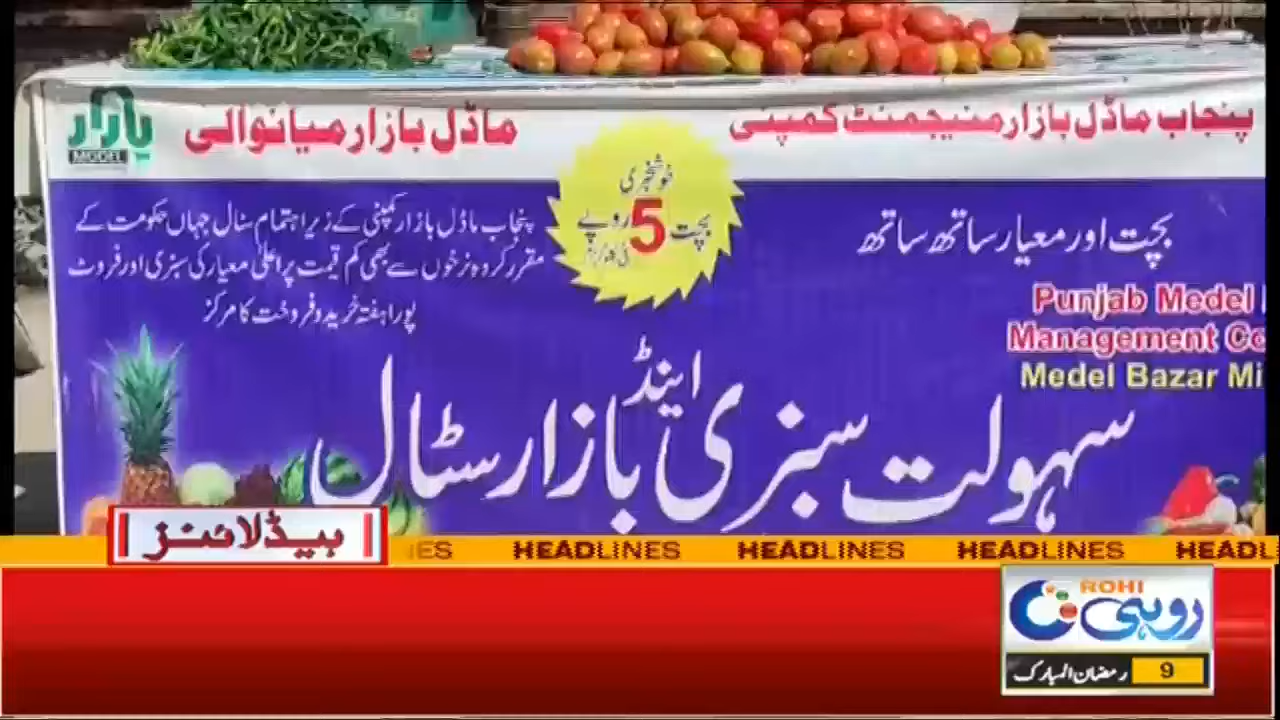 پنجاب ماڈل بازار منیجمنٹ کمپنی
ماڈل بازار میانوالی
بازار
MODEL
خوشخبری
بچت 5 روپے
بچت اور معیار ساتھ ساتھ
پنجاب ماڈل بازار کمپنی کے زیر اہتمام سٹال جہاں حکومت کے
مقرر کردہ نرخوں سے بھی کم قیمت پر اعلیٰ معیار کی سبزی اور فروٹ
پورا ہفتہ خرید و فروخت کا مرکز
Punjab Medel
Management Co
Medel Bazar Mi
سہولت سبزی اینڈ بازار سٹال
ہیڈلائنز
ES HEADLINES HEADLINES HEADLINES HEADL
ROHI
روہی
9 رمضان المبارک